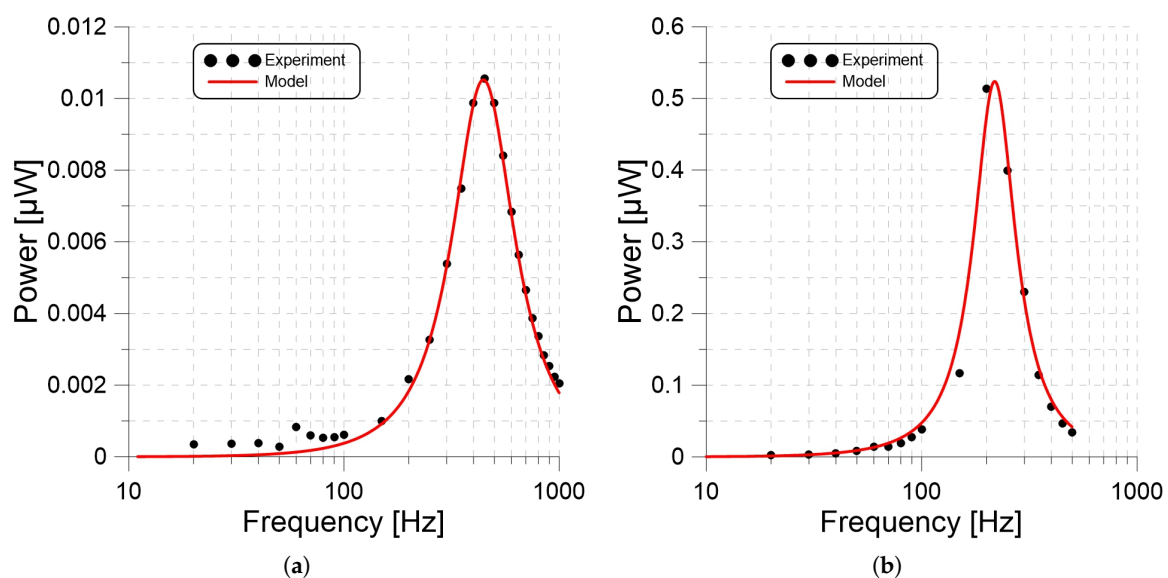 0.012
0.01
0.008
0.006
0.004
0.002
0
Power [µW]
Experiment
Model
10
100
1000
Frequency [Hz]
(a)
0.6
0.5
0.4
0.3
0.2
0.1
0
Power [µW]
Experiment
Model
10
100
1000
Frequency [Hz]
(b)